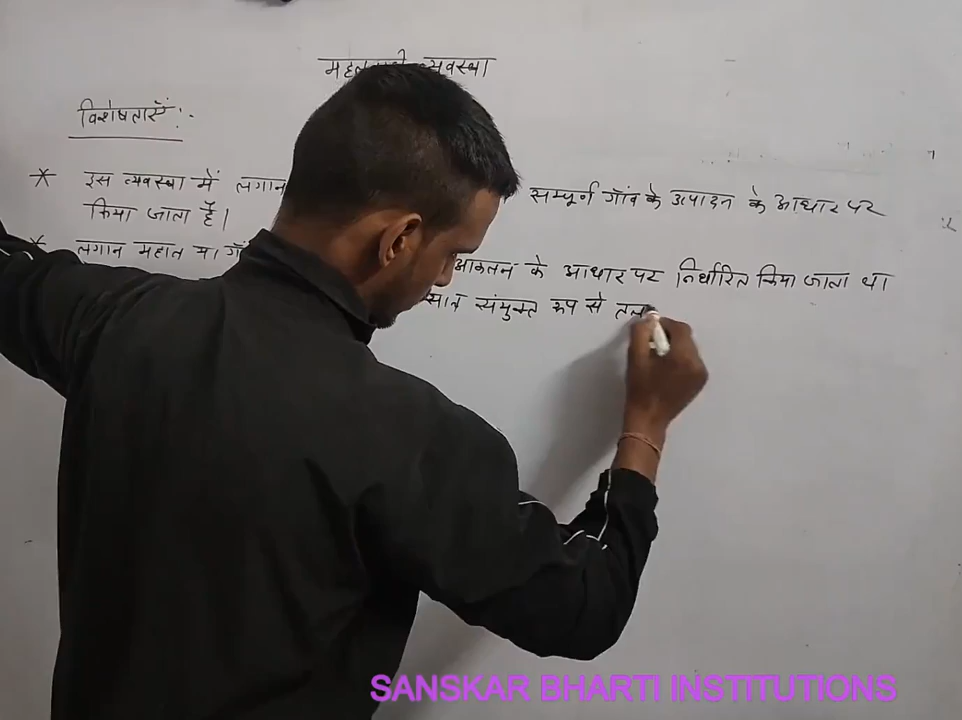 व्यवस्था
विशेषताएँ :-
* इस व्यवस्था में लगान सम्पूर्ण गाँव के उत्पादन के आधार पर
किया जाता है।
* लगान महाल या आकलन के आधार पर निर्धारित किया जाता था
संयुक्त रूप से
SANSKAR BHARTI INSTITUTIONS